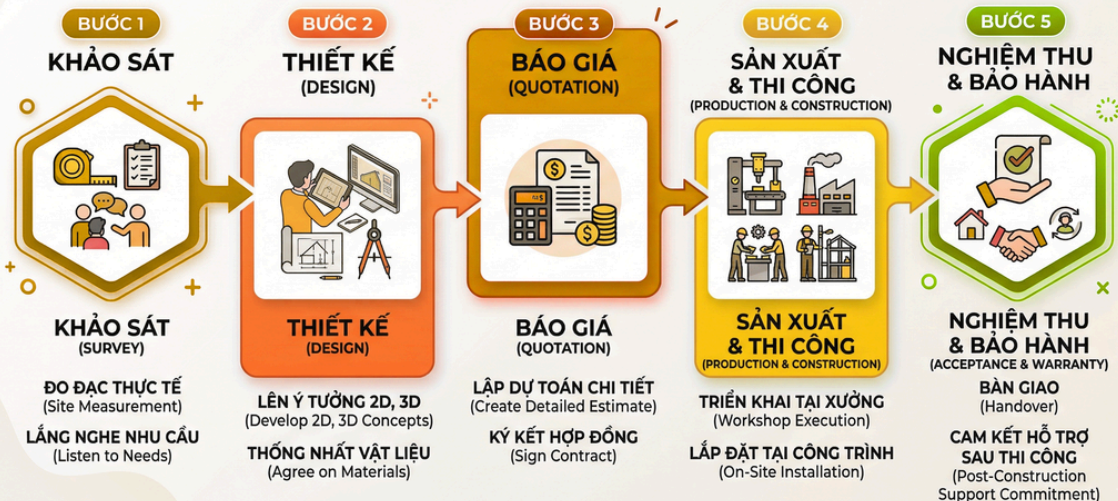 BƯỚC 1
KHẢO SÁT
KHẢO SÁT
(SURVEY)
ĐO ĐẠC THỰC TẾ
(Site Measurement)
LẮNG NGHE NHU CẦU
(Listen to Needs)
BƯỚC 2
THIẾT KẾ
(DESIGN)
THIẾT KẾ
(DESIGN)
LÊN Ý TƯỞNG 2D, 3D
(Develop 2D, 3D Concepts)
THỐNG NHẤT VẬT LIỆU
(Agree on Materials)
BƯỚC 3
BÁO GIÁ
(QUOTATION)
BÁO GIÁ
(QUOTATION)
LẬP DỰ TOÁN CHI TIẾT
(Create Detailed Estimate)
KÝ KẾT HỢP ĐỒNG
(Sign Contract)
BƯỚC 4
SẢN XUẤT
& THI CÔNG
(PRODUCTION & CONSTRUCTION)
SẢN XUẤT
& THI CÔNG
(PRODUCTION & CONSTRUCTION)
TRIỂN KHAI TẠI XƯỞNG
(Workshop Execution)
LẮP ĐẶT TẠI CÔNG TRÌNH
(On-Site Installation)
BƯỚC 5
NGHIỆM THU
& BẢO HÀNH
NGHIỆM THU
& BẢO HÀNH
(ACCEPTANCE & WARRANTY)
BÀN GIAO
(Handover)
CAM KẾT HỖ TRỢ
SAU THI CÔNG
(Post-Construction
Support Commitment)